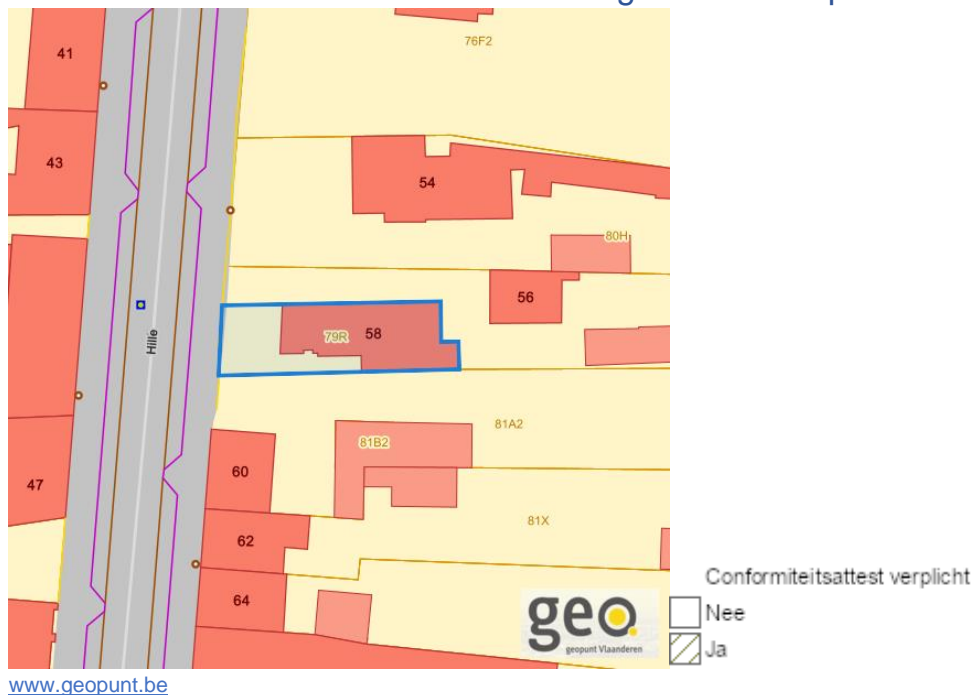 76F2
41
43
54
80H
56
79R
58
Hille
81A2
81B2
60
47
81X
62
64
geo.
geopunt Vlaanderen
Conformiteitsattest verplicht
Nee
Ja
www.geopunt.be